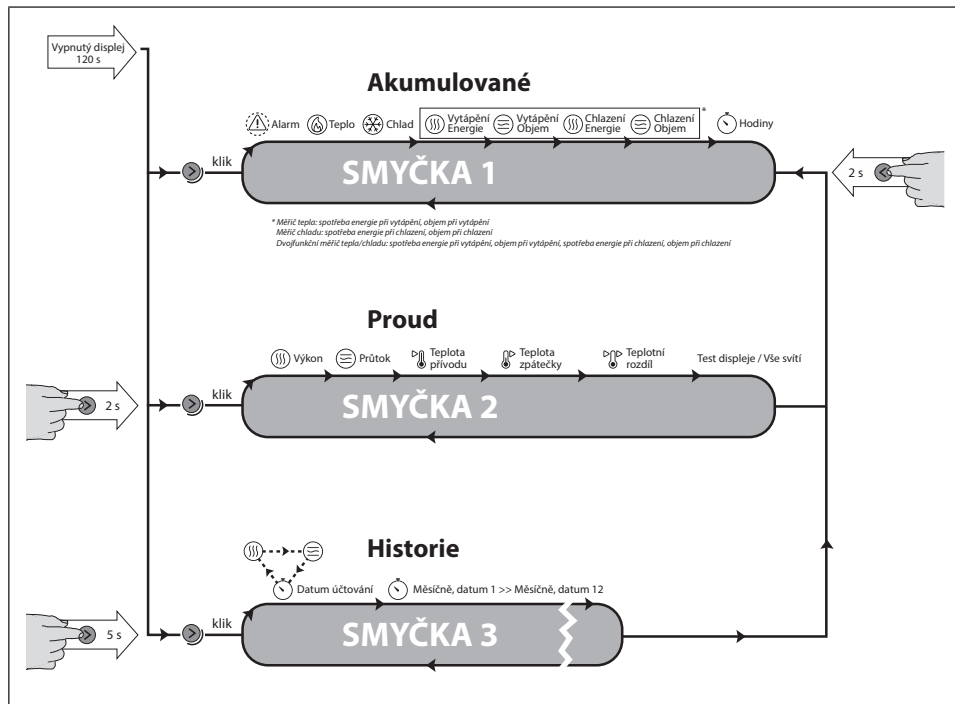 Vypnutý displej
120 s
Akumulované
Alarm
Teplo
Chlad
Vytápění
Energie
Vytápění
Objem
Chlazení
Energie
Chlazení
Objem
*
Hodiny
klik
SMYČKA 1
2 s
* Měřič tepla: spotřeba energie při vytápění, objem při vytápění
Měřič chladu: spotřeba energie při chlazení, objem při chlazení
Dvojfunkční měřič tepla/chladu: spotřeba energie při vytápění, objem při vytápění, spotřeba energie při chlazení, objem při chlazení
Proud
Výkon
Průtok
Teplota
přívodu
Teplota
zpátečky
Teplotní
rozdíl
Test displeje / Vše svítí
2 s
klik
SMYČKA 2
Historie
Datum účtování
Měsíčně, datum 1 >> Měsíčně, datum 12
5 s
klik
SMYČKA 3